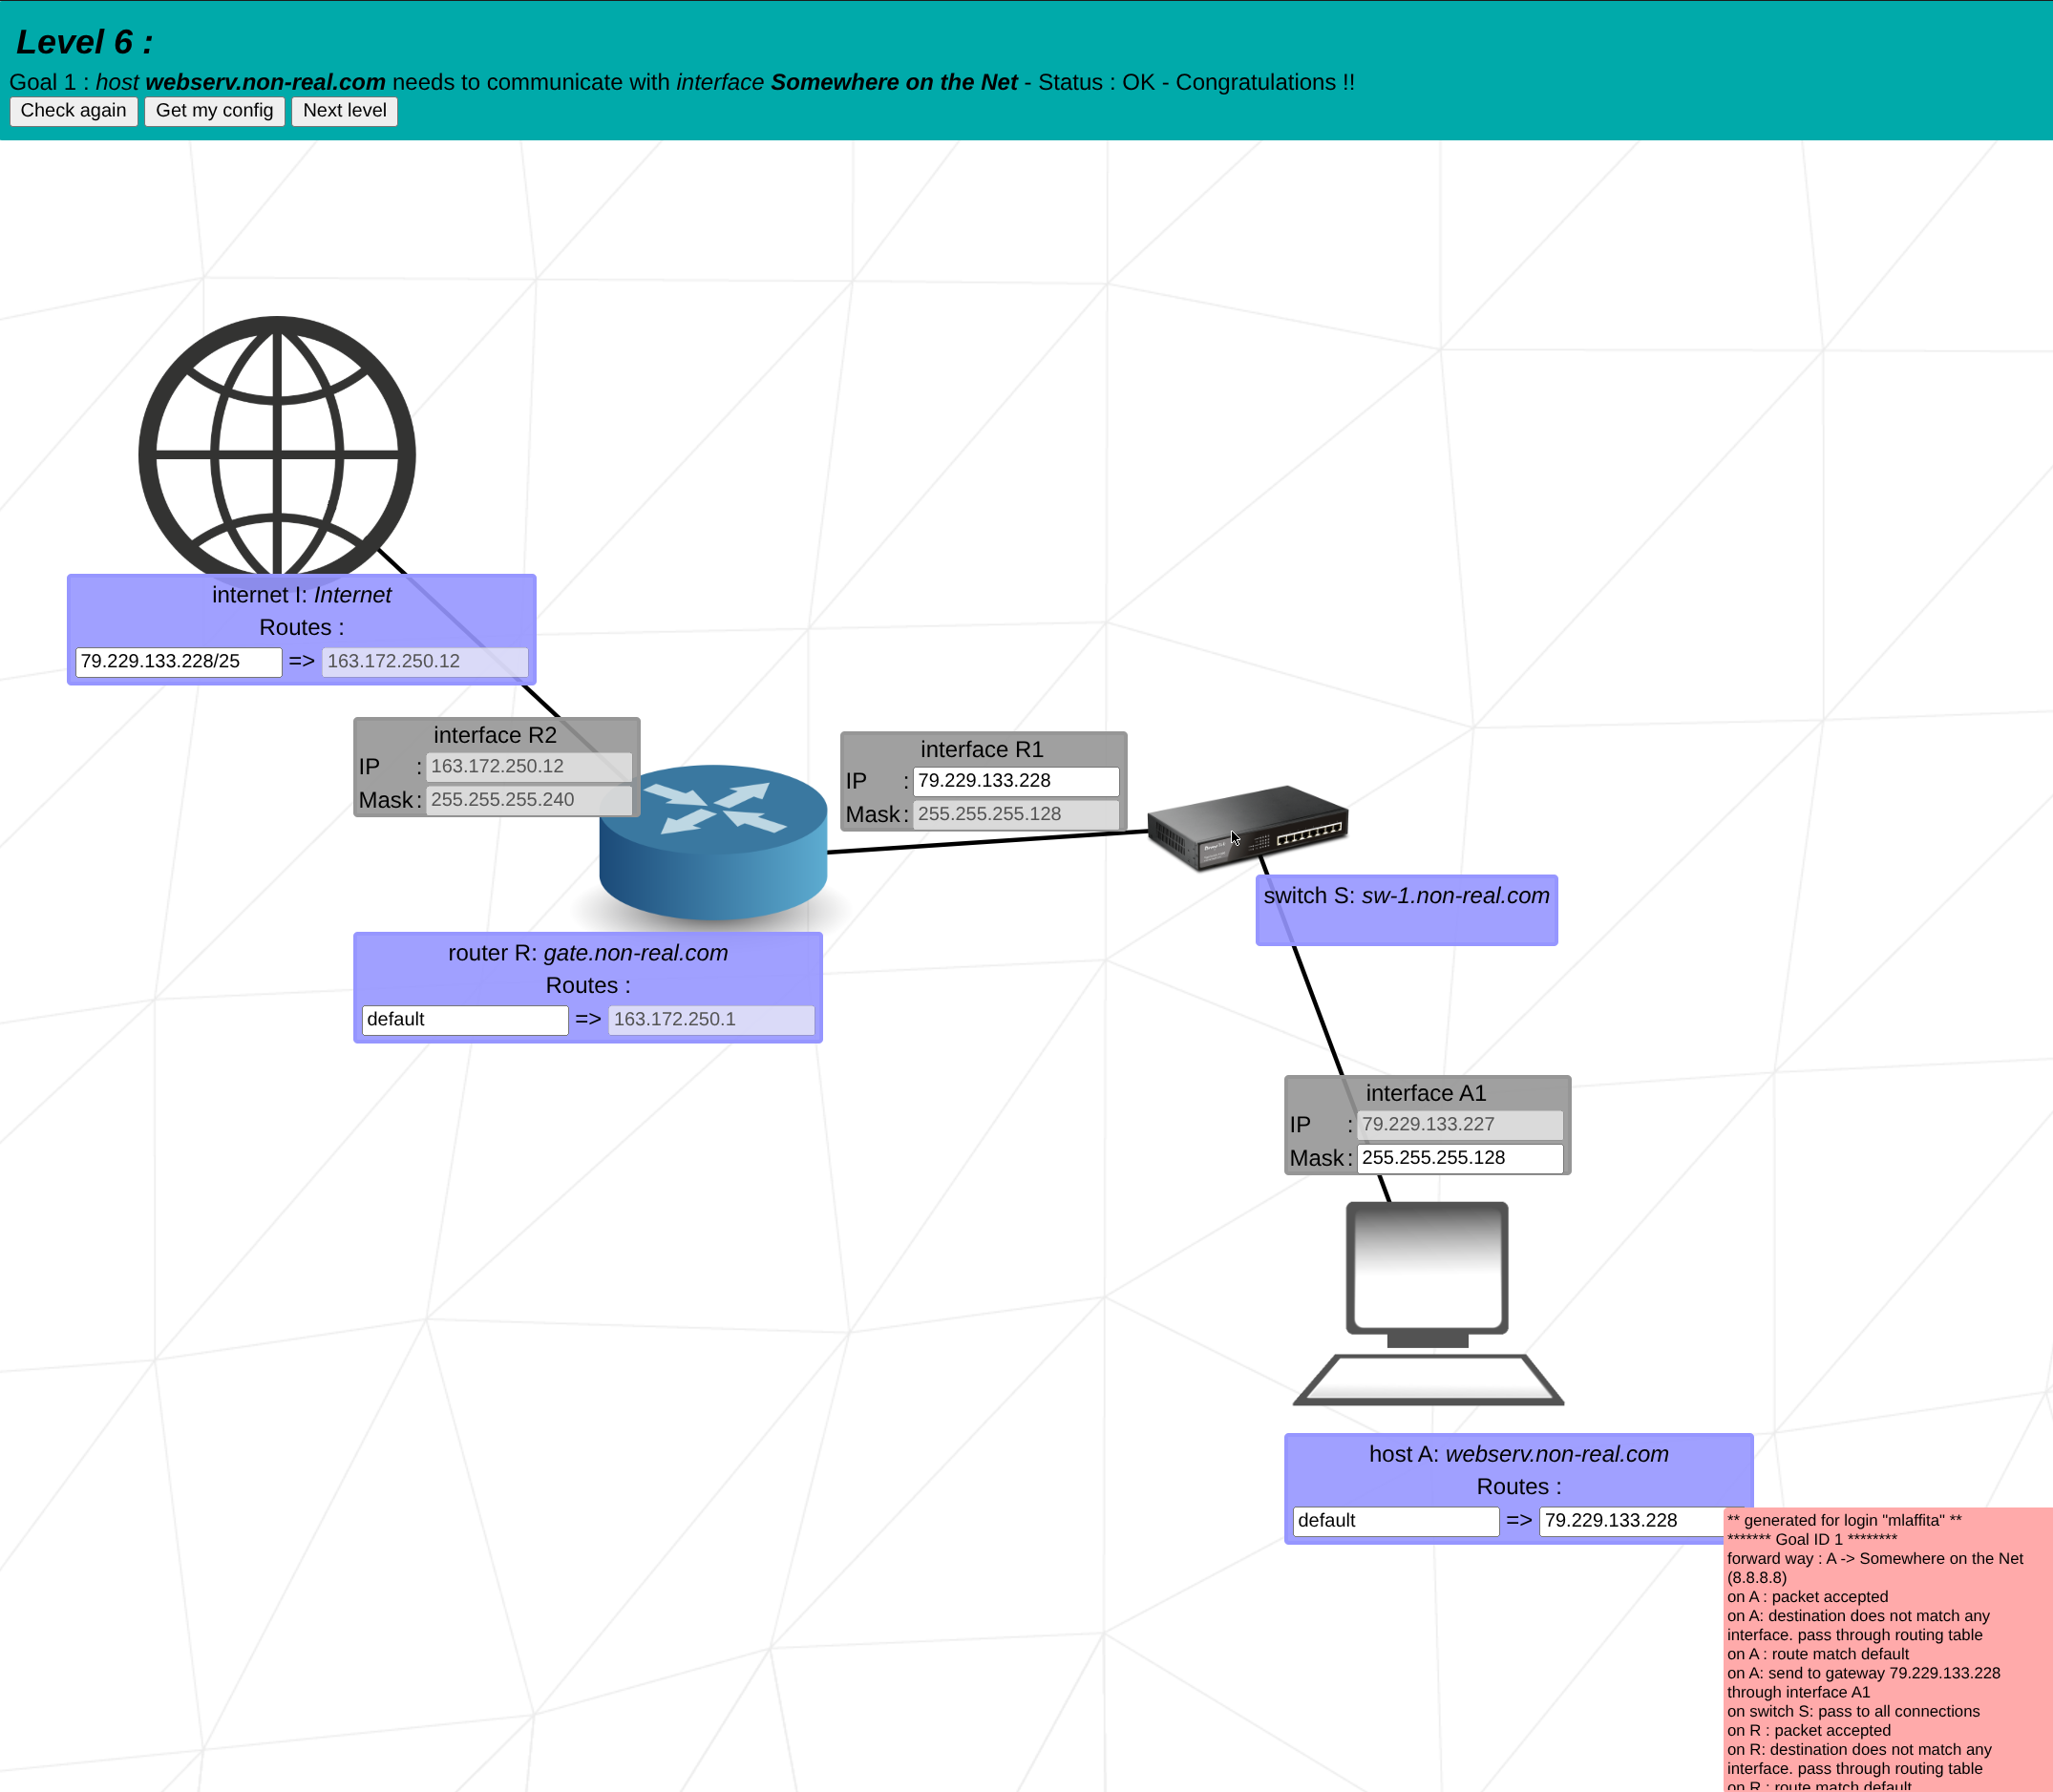 Level 6 :
Goal 1 : host webserv.non-real.com needs to communicate with interface Somewhere on the Net - Status : OK - Congratulations !!
Check again Get my config Next level
internet I: Internet
Routes :
79.229.133.228/25 => 163.172.250.12
interface R2
IP : 163.172.250.12
Mask : 255.255.255.240
interface R1
IP : 79.229.133.228
Mask : 255.255.255.128
switch S: sw-1.non-real.com
router R: gate.non-real.com
Routes :
default => 163.172.250.1
interface A1
IP : 79.229.133.227
Mask : 255.255.255.128
host A: webserv.non-real.com
Routes :
default => 79.229.133.228
** generated for login "mlaffita" **
******* Goal ID 1 ********
forward way : A -> Somewhere on the Net
(8.8.8.8)
on A : packet accepted
on A: destination does not match any
interface. pass through routing table
on A : route match default
on A: send to gateway 79.229.133.228
through interface A1
on switch S: pass to all connections
on R : packet accepted
on R: destination does not match any
interface. pass through routing table
on R : route match default